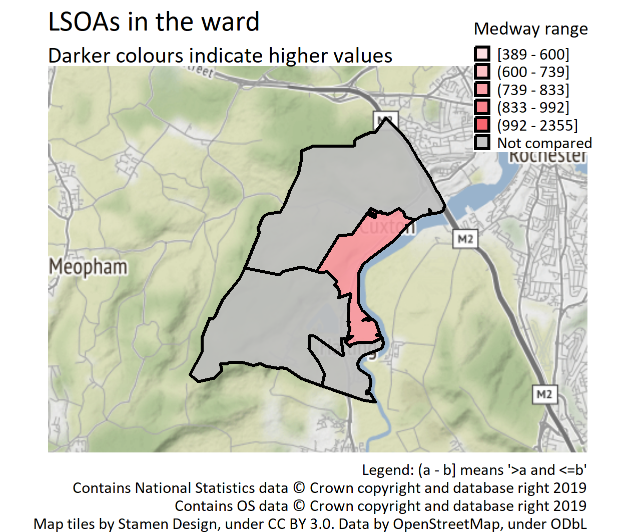 LSOAs in the ward
Darker colours indicate higher values
Medway range
[389 - 600]
(600 - 739]
(739 - 833]
(833 - 992]
(992 - 2355]
Not compared
Rochester
Cuxton
M2
Meopham
M2
Legend: (a - b] means '>a and <=b'
Contains National Statistics data © Crown copyright and database right 2019
Contains OS data © Crown copyright and database right 2019
Map tiles by Stamen Design, under CC BY 3.0. Data by OpenStreetMap, under ODbL